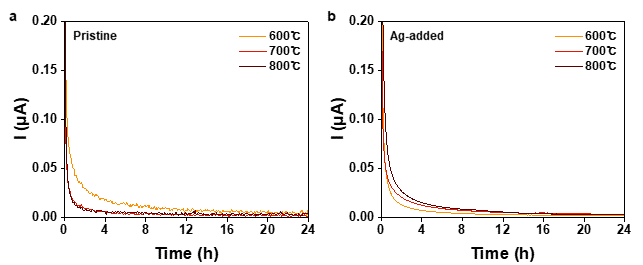 a
Pristine
600℃
700℃
800℃
I (μA)
0.20
0.15
0.10
0.05
0.00
0 4 8 12 16 20 24
Time (h)
b
Ag-added
600℃
700℃
800℃
I (μA)
0.20
0.15
0.10
0.05
0.00
0 4 8 12 16 20 24
Time (h)